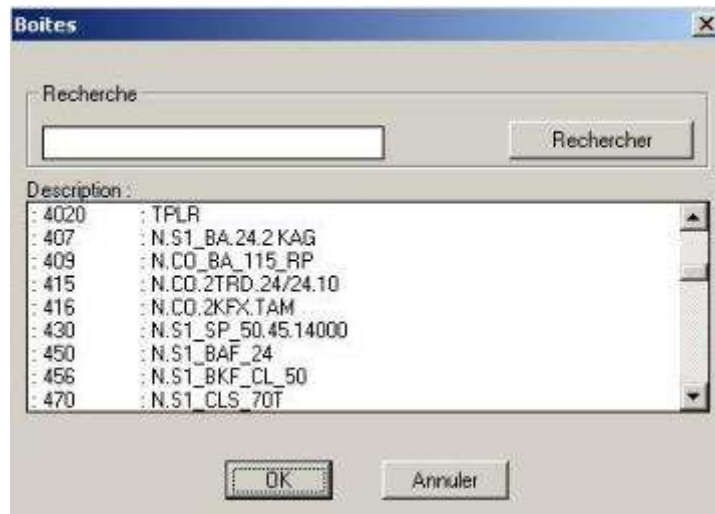 Boites
Recherche
Rechercher
Description :
: 4020 : TPLR
: 407 : N.S1_BA.24.2 KAG
: 409 : N.CO_BA_115_RP
: 415 : N.CO.2TRD.24/24.10
: 416 : N.CO.2KFX.TAM
: 430 : N.S1_SP_50.45.14000
: 450 : N.S1_BAF_24
: 456 : N.S1_BKF_CL_50
: 470 : N.S1_CLS_70T
OK Annuler